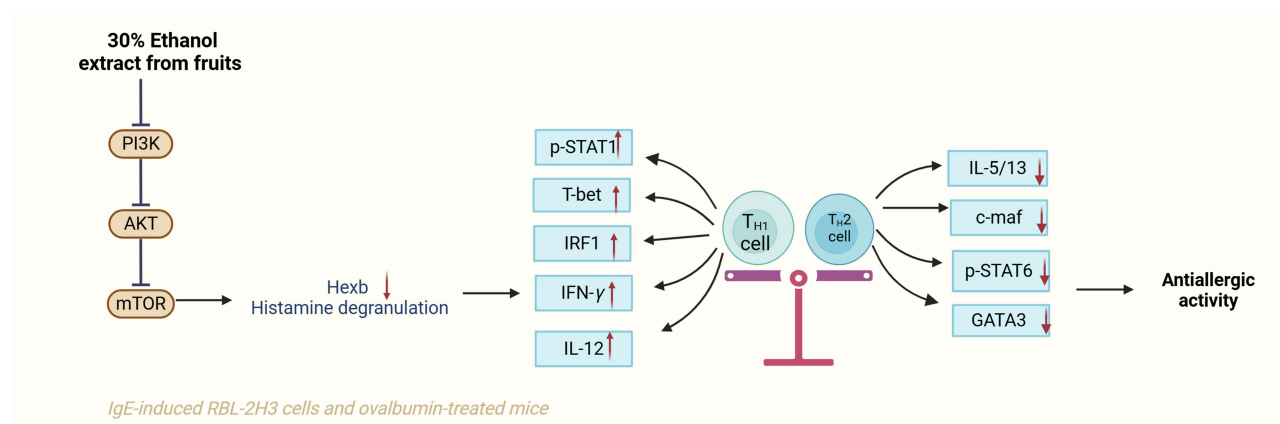 30% Ethanol
extract from fruits
PI3K
AKT
mTOR
Hexb
Histamine degranulation
p-STAT1
T-bet
IRF1
IFN-γ
IL-12
TH1
cell
TH2
cell
IL-5/13
c-maf
p-STAT6
GATA3
Antiallergic
activity
IgE-induced RBL-2H3 cells and ovalbumin-treated mice